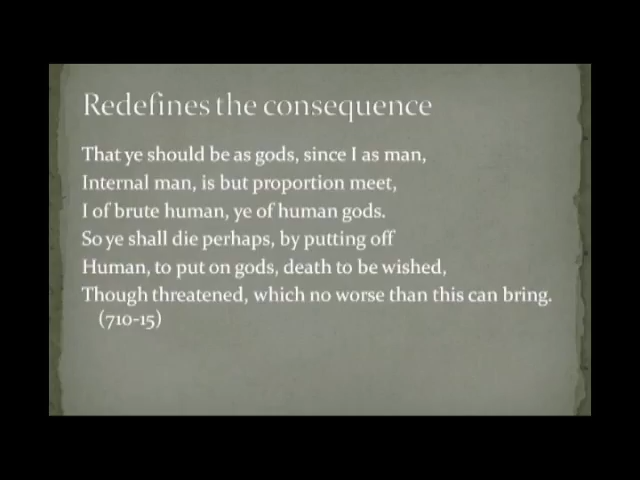 Redefines the consequence
That ye should be as gods, since I as man,
Internal man, is but proportion meet,
I of brute human, ye of human gods.
So ye shall die perhaps, by putting off
Human, to put on gods, death to be wished,
Though threatened, which no worse than this can bring.
(710-15)